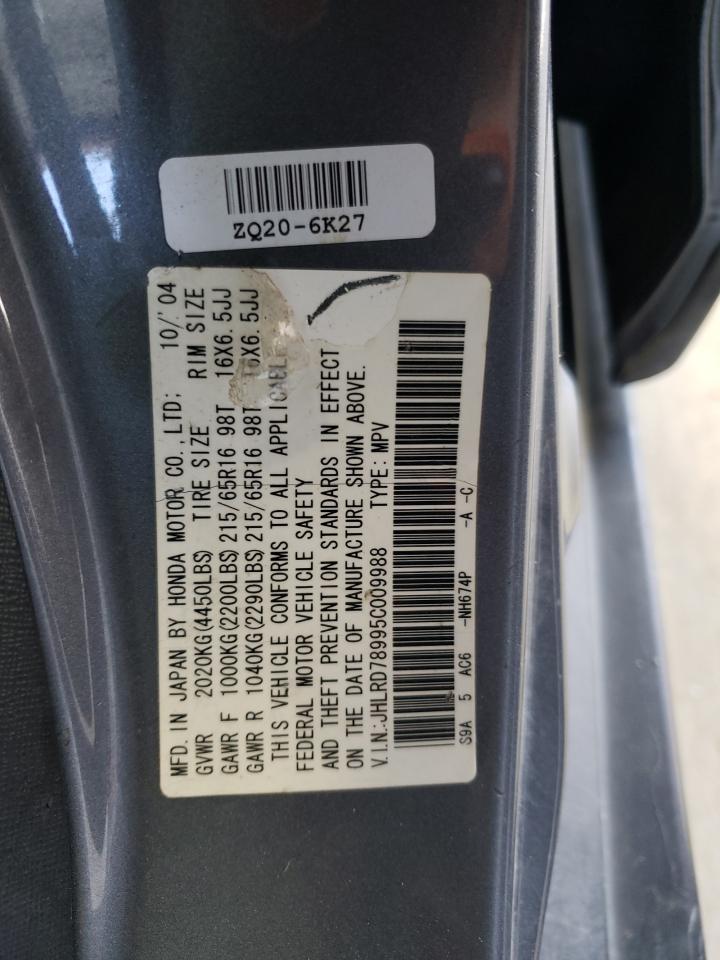 ZQ20-6K27
MFD. IN JAPAN BY HONDA MOTOR CO., LTD; 10/'04
GVWR 2020KG(4450LBS) TIRE SIZE RIM SIZE
GAWR F 1000KG(2200LBS) 215/65R16 98T 16X6.5JJ
GAWR R 1040KG(2290LBS) 215/65R16 98T 16X6.5JJ
THIS VEHICLE CONFORMS TO ALL APPLICABLE
FEDERAL MOTOR VEHICLE SAFETY
AND THEFT PREVENTION STANDARDS IN EFFECT
ON THE DATE OF MANUFACTURE SHOWN ABOVE.
V.I.N.:JHLRD78995C009988 TYPE: MPV
S9A 5 AC6 -NH674P -A -C/